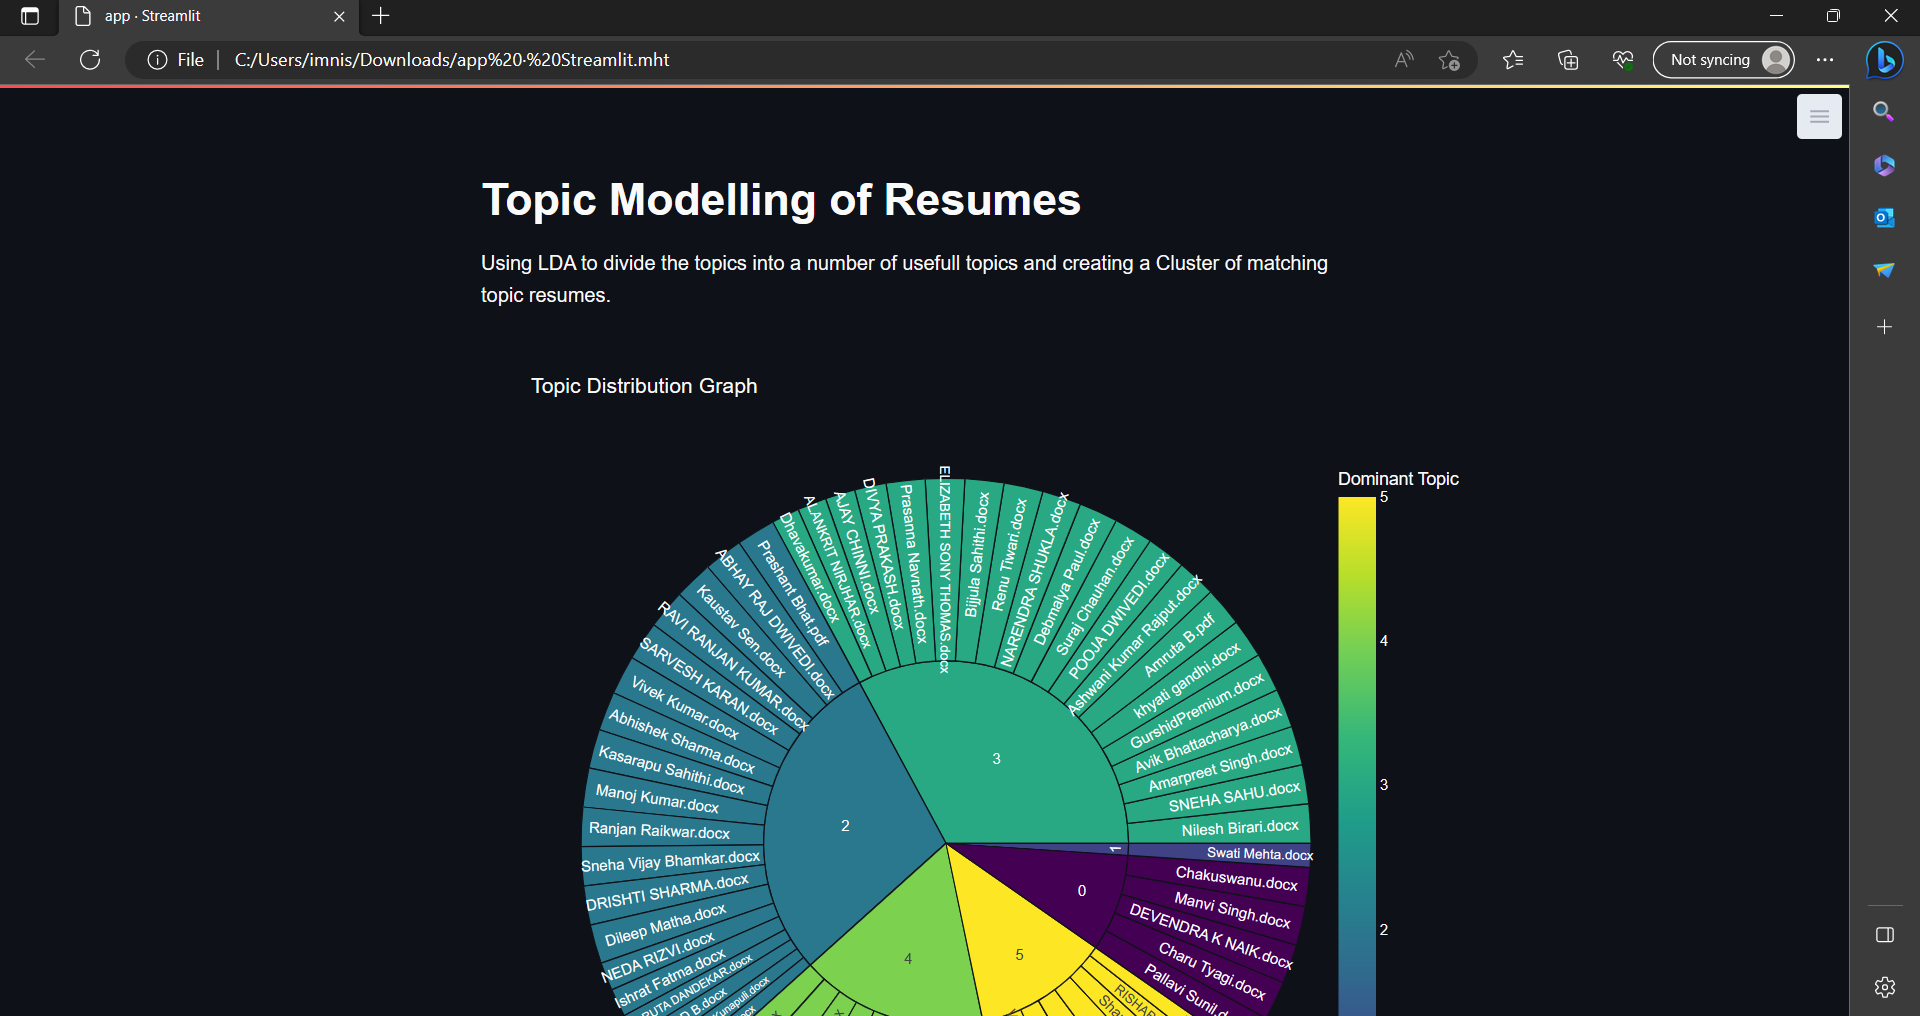 app · Streamlit
File
C:/Users/imnis/Downloads/app%20·%20Streamlit.mht
Not syncing
Topic Modelling of Resumes
Using LDA to divide the topics into a number of usefull topics and creating a Cluster of matching
topic resumes.
Topic Distribution Graph
Dominant Topic
5
4
3
2
3
2
1
0
4
5
Dhavakumar.docx
ALANKRIT NIRJHAR.docx
AJAY CHINNI.docx
DIVYA PRAKASH.docx
Prasanna Navnath.docx
ELIZABETH SONY THOMAS.docx
Bijjula Sahithi.docx
Renu Tiwari.docx
NARENDRA SHUKLA.docx
Debmalya Paul.docx
Suraj Chauhan.docx
POOJA DWIVEDI.docx
Ashwani Kumar Rajput.docx
Amruta B.pdf
khyati gandhi.docx
GurshidPremium.docx
Avik Bhattacharya.docx
Amarpreet Singh.docx
SNEHA SAHU.docx
Nilesh Birari.docx
Swati Mehta.docx
Chakuswanu.docx
Manvi Singh.docx
DEVENDRA K NAIK.docx
Charu Tyagi.docx
Pallavi Sunil.d
Prashant Bhat.pdf
ABHAY RAJ DWIVEDI.docx
Kaustav Sen.docx
RAVI RANJAN KUMAR.docx
SARVESH KARAN.docx
Vivek Kumar.docx
Abhishek Sharma.docx
Kasarapu Sahithi.docx
Manoj Kumar.docx
Ranjan Raikwar.docx
Sneha Vijay Bhamkar.docx
DRISHTI SHARMA.docx
Dileep Matha.docx
NEDA RIZVI.docx
Ishrat Fatma.docx
RUTA DANDEKAR.docx
D B.docx
Kunapuli.docx
RISHAB
Sha